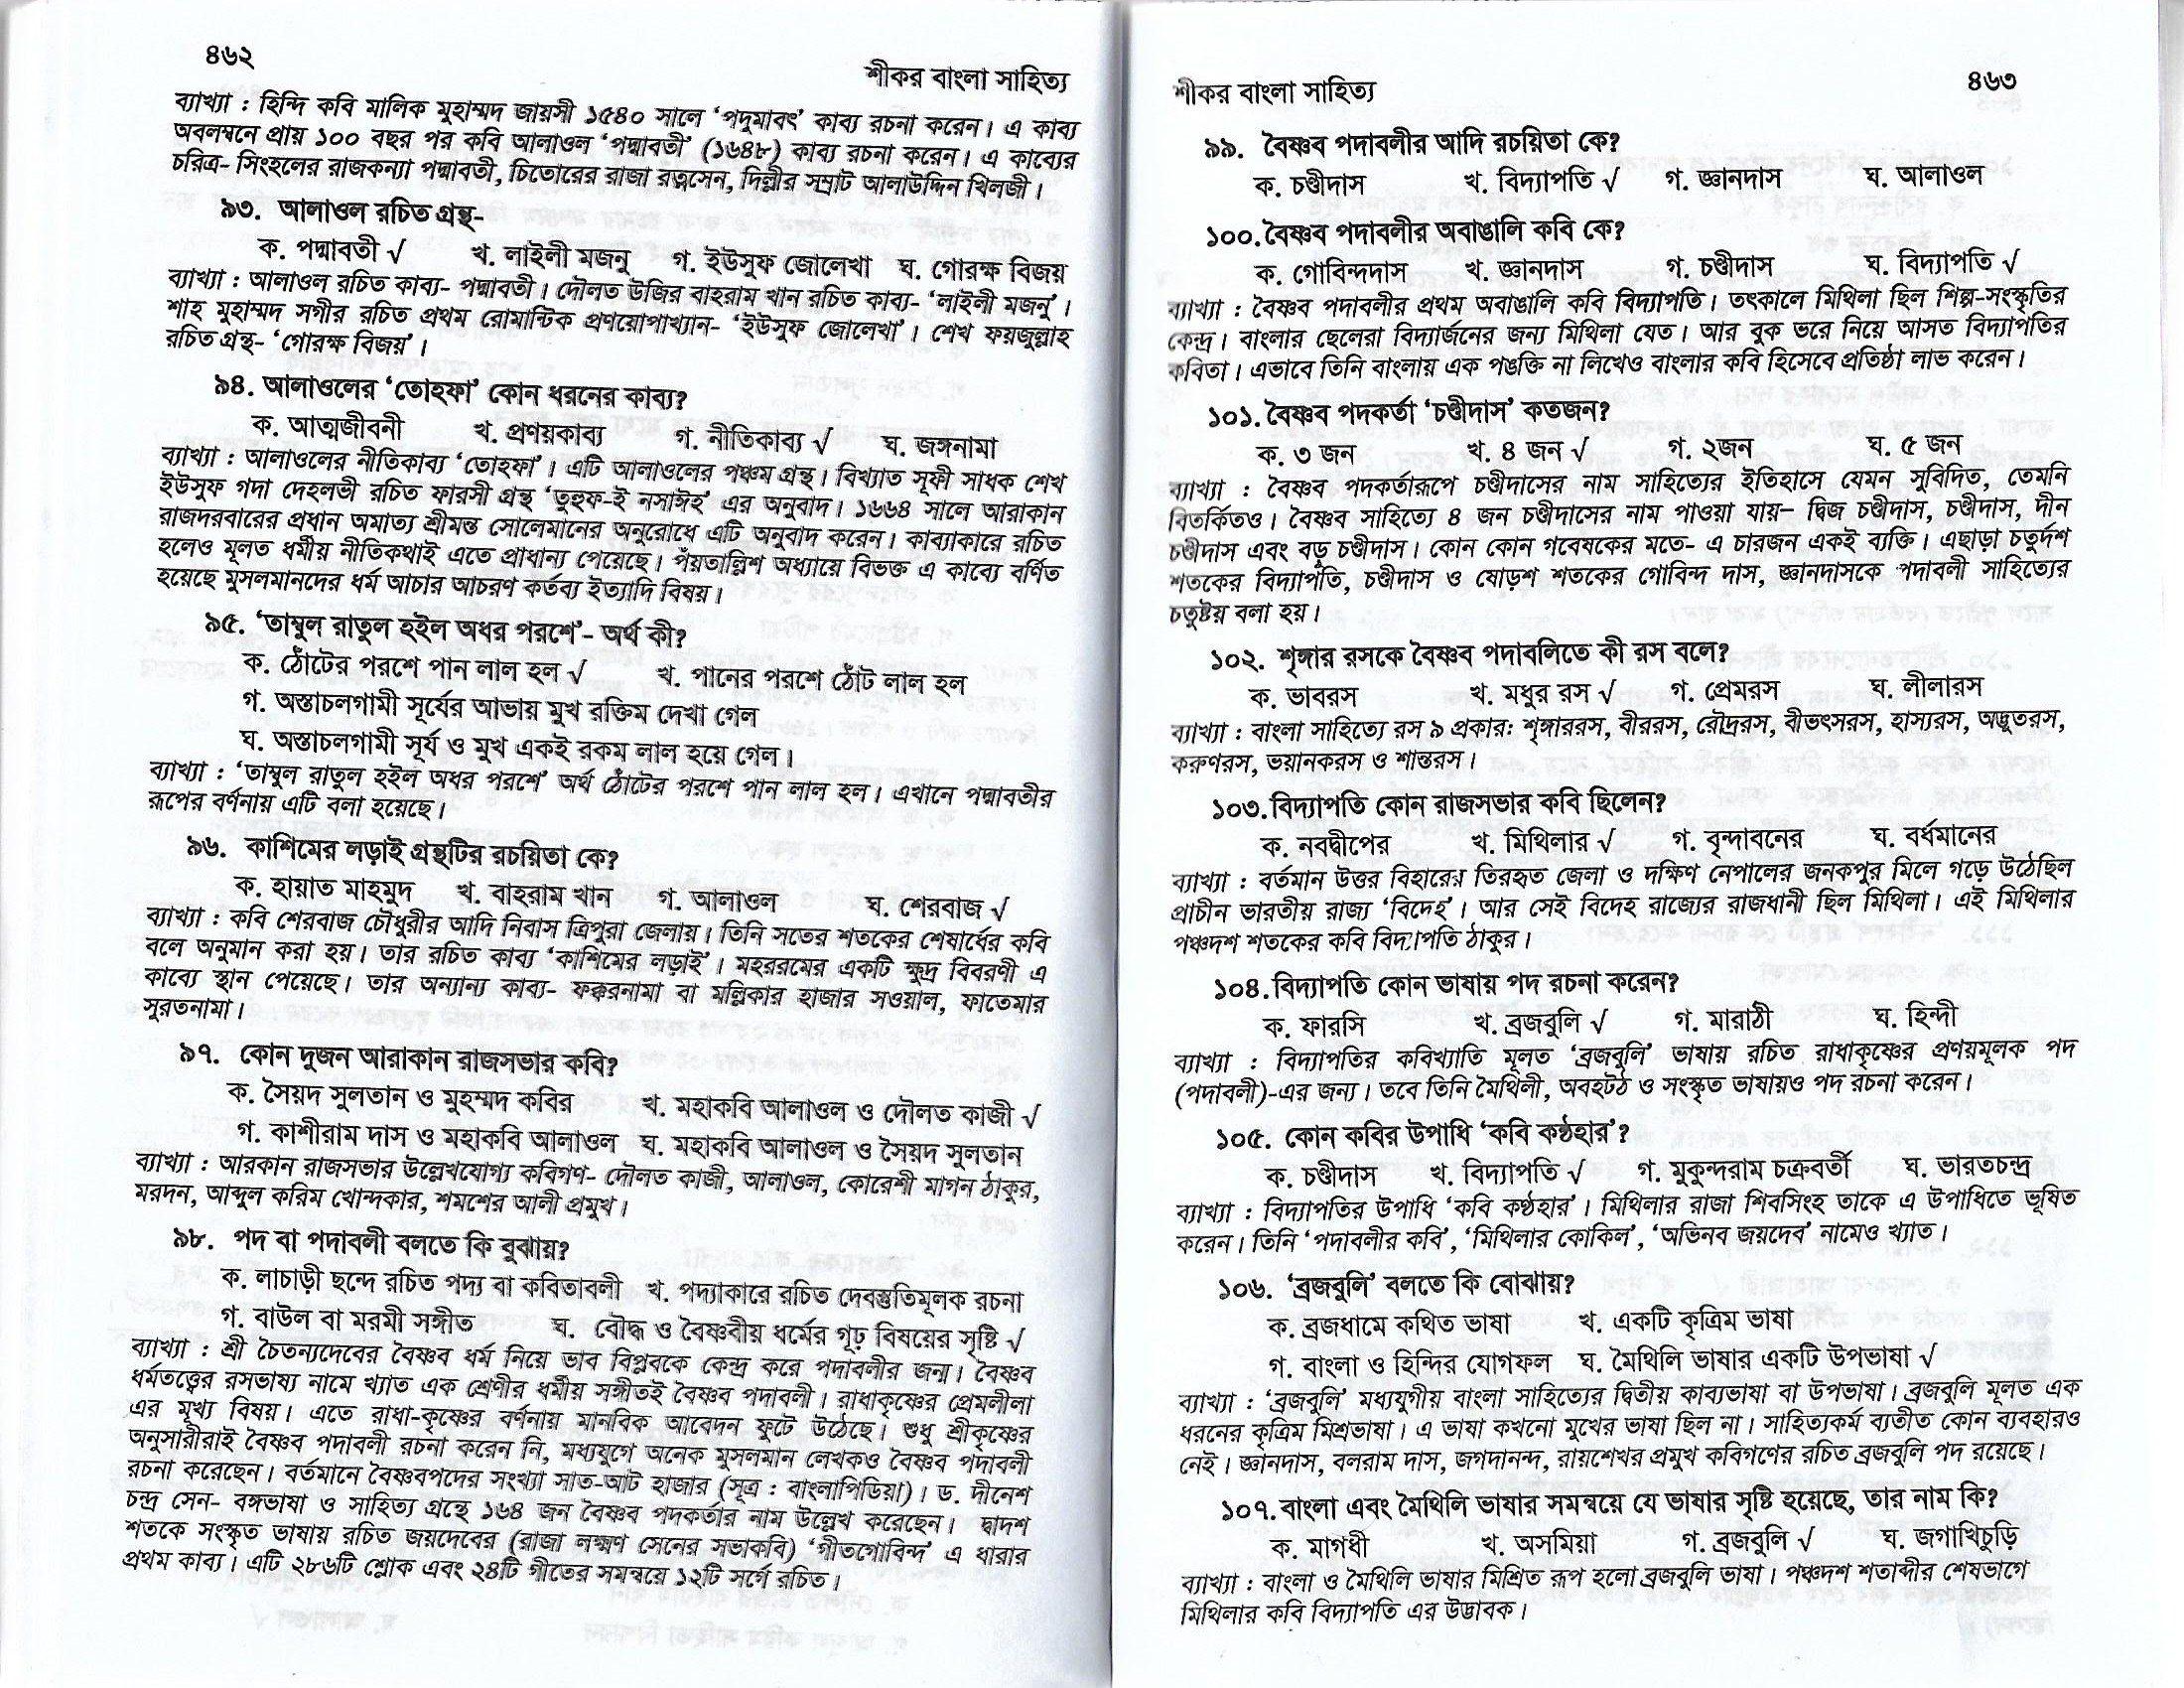 ৪৬২
শীকর বাংলা সাহিত্য
ব্যাখ্যা : হিন্দি কবি মালিক মুহাম্মদ জায়সী ১৫৪০ সালে ‘পদুমাবৎ’ কাব্য রচনা করেন। এ কাব্য
অবলম্বনে প্রায় ১০০ বছর পর কবি আলাওল ‘পদ্মাবতী’ (১৬৪৮) কাব্য রচনা করেন। এ কাব্যের
চরিত্র- সিংহলের রাজকন্যা পদ্মাবতী, চিতোরের রাজা রত্নসেন, দিল্লীর সম্রাট আলাউদ্দিন খিলজী।
৯৩. আলাওল রচিত গ্রন্থ-
ক. পদ্মাবতী √ খ. লাইলী মজনু গ. ইউসুফ জোলেখা ঘ. গোরক্ষ বিজয়
ব্যাখ্যা : আলাওল রচিত কাব্য- পদ্মাবতী। দৌলত উজির বাহরাম খান রচিত কাব্য- ‘লাইলী মজনু’।
শাহ মুহাম্মদ সগীর রচিত প্রথম রোমান্টিক প্রণয়োপাখ্যান- ‘ইউসুফ জোলেখা’। শেখ ফয়জুল্লাহ
রচিত গ্রন্থ- ‘গোরক্ষ বিজয়’।
৯৪. আলাওলের ‘তোহফা’ কোন ধরনের কাব্য?
ক. আত্মজীবনী খ. প্রণয়কাব্য গ. নীতিকাব্য √ ঘ. জঙ্গনামা
ব্যাখ্যা : আলাওলের নীতিকাব্য ‘তোহফা’। এটি আলাওলের পঞ্চম গ্রন্থ। বিখ্যাত সূফী সাধক শেখ
ইউসুফ গদা দেহলভী রচিত ফারসী গ্রন্থ ‘তুহুফ-ই নসাঈহ’ এর অনুবাদ। ১৬৬৪ সালে আরাকান
রাজদরবারের প্রধান অমাত্য শ্রীমন্ত সোলেমানের অনুরোধে এটি অনুবাদ করেন। কাব্যাকারে রচিত
হলেও মূলত ধর্মীয় নীতিকথাই এতে প্রাধান্য পেয়েছে। পঁয়তাল্লিশ অধ্যায়ে বিভক্ত এ কাব্যে বর্ণিত
হয়েছে মুসলমানদের ধর্ম আচার আচরণ কর্তব্য ইত্যাদি বিষয়।
৯৫. ‘তাম্বুল রাতুল হইল অধর পরশে’- অর্থ কী?
ক. ঠোঁটের পরশে পান লাল হল √ খ. পানের পরশে ঠোঁট লাল হল
গ. অস্তাচলগামী সূর্যের আভায় মুখ রক্তিম দেখা গেল
ঘ. অস্তাচলগামী সূর্য ও মুখ একই রকম লাল হয়ে গেল।
ব্যাখ্যা : ‘তাম্বুল রাতুল হইল অধর পরশে’ অর্থ ঠোঁটের পরশে পান লাল হল। এখানে পদ্মাবতীর
রূপের বর্ণনায় এটি বলা হয়েছে।
৯৬. কাশিমের লড়াই গ্রন্থটির রচয়িতা কে?
ক. হায়াত মাহমুদ খ. বাহরাম খান গ. আলাওল ঘ. শেরবাজ √
ব্যাখ্যা : কবি শেরবাজ চৌধুরীর আদি নিবাস ত্রিপুরা জেলায়। তিনি সতের শতকের শেষার্ধের কবি
বলে অনুমান করা হয়। তার রচিত কাব্য ‘কাশিমের লড়াই’। মহররমের একটি ক্ষুদ্র বিবরণী এ
কাব্যে স্থান পেয়েছে। তার অন্যান্য কাব্য- ফক্করনামা বা মল্লিকার হাজার সওয়াল, ফাতেমার
সুরতনামা।
৯৭. কোন দুজন আরাকান রাজসভার কবি?
ক. সৈয়দ সুলতান ও মুহম্মদ কবির খ. মহাকবি আলাওল ও দৌলত কাজী √
গ. কাশীরাম দাস ও মহাকবি আলাওল ঘ. মহাকবি আলাওল ও সৈয়দ সুলতান
ব্যাখ্যা : আরকান রাজসভার উল্লেখযোগ্য কবিগণ- দৌলত কাজী, আলাওল, কোরেশী মাগন ঠাকুর,
মরদন, আব্দুল করিম খোন্দকার, শমশের আলী প্রমুখ।
৯৮. পদ বা পদাবলী বলতে কি বুঝায়?
ক. লাচাড়ী ছন্দে রচিত পদ্য বা কবিতাবলী খ. পদ্যাকারে রচিত দেবস্তুতিমূলক রচনা
গ. বাউল বা মরমী সঙ্গীত ঘ. বৌদ্ধ ও বৈষ্ণবীয় ধর্মের গূঢ় বিষয়ের সৃষ্টি √
ব্যাখ্যা : শ্রী চৈতন্যদেবের বৈষ্ণব ধর্ম নিয়ে ভাব বিপ্লবকে কেন্দ্র করে পদাবলীর জন্ম। বৈষ্ণব
ধর্মতত্ত্বের রসভাষ্য নামে খ্যাত এক শ্রেণীর ধর্মীয় সঙ্গীতই বৈষ্ণব পদাবলী। রাধাকৃষ্ণের প্রেমলীলা
এর মূখ্য বিষয়। এতে রাধা-কৃষ্ণের বর্ণনায় মানবিক আবেদন ফুটে উঠেছে। শুধু শ্রীকৃষ্ণের
অনুসারীরাই বৈষ্ণব পদাবলী রচনা করেন নি, মধ্যযুগে অনেক মুসলমান লেখকও বৈষ্ণব পদাবলী
রচনা করেছেন। বর্তমানে বৈষ্ণবপদের সংখ্যা সাত-আট হাজার (সূত্র : বাংলাপিডিয়া)। ড. দীনেশ
চন্দ্র সেন- বঙ্গভাষা ও সাহিত্য গ্রন্থে ১৬৪ জন বৈষ্ণব পদকর্তার নাম উল্লেখ করেছেন। দ্বাদশ
শতকে সংস্কৃত ভাষায় রচিত জয়দেবের (রাজা লক্ষ্মণ সেনের সভাকবি) ‘গীতগোবিন্দ’ এ ধারার
প্রথম কাব্য। এটি ২৮৬টি শ্লোক এবং ২৪টি গীতের সমন্বয়ে ১২টি সর্গে রচিত।
শীকর বাংলা সাহিত্য
৪৬৩
৯৯. বৈষ্ণব পদাবলীর আদি রচয়িতা কে?
ক. চণ্ডীদাস খ. বিদ্যাপতি √ গ. জ্ঞানদাস ঘ. আলাওল
১০০. বৈষ্ণব পদাবলীর অবাঙালি কবি কে?
ক. গোবিন্দদাস খ. জ্ঞানদাস গ. চণ্ডীদাস ঘ. বিদ্যাপতি √
ব্যাখ্যা : বৈষ্ণব পদাবলীর প্রথম অবাঙালি কবি বিদ্যাপতি। তৎকালে মিথিলা ছিল শিল্প-সংস্কৃতির
কেন্দ্র। বাংলার ছেলেরা বিদ্যার্জনের জন্য মিথিলা যেত। আর বুক ভরে নিয়ে আসত বিদ্যাপতির
কবিতা। এভাবে তিনি বাংলায় এক পঙক্তি না লিখেও বাংলার কবি হিসেবে প্রতিষ্ঠা লাভ করেন।
১০১. বৈষ্ণব পদকর্তা ‘চণ্ডীদাস’ কতজন?
ক. ৩ জন খ. ৪ জন √ গ. ২জন ঘ. ৫ জন
ব্যাখ্যা : বৈষ্ণব পদকর্তারূপে চণ্ডীদাসের নাম সাহিত্যের ইতিহাসে যেমন সুবিদিত, তেমনি
বিতর্কিতও। বৈষ্ণব সাহিত্যে ৪ জন চণ্ডীদাসের নাম পাওয়া যায়– দ্বিজ চণ্ডীদাস, চণ্ডীদাস, দীন
চণ্ডীদাস এবং বড়ু চণ্ডীদাস। কোন কোন গবেষকের মতে- এ চারজন একই ব্যক্তি। এছাড়া চতুর্দশ
শতকের বিদ্যাপতি, চণ্ডীদাস ও ষোড়শ শতকের গোবিন্দ দাস, জ্ঞানদাসকে পদাবলী সাহিত্যের
চতুষ্টয় বলা হয়।
১০২. শৃঙ্গার রসকে বৈষ্ণব পদাবলিতে কী রস বলে?
ক. ভাবরস খ. মধুর রস √ গ. প্রেমরস ঘ. লীলারস
ব্যাখ্যা : বাংলা সাহিত্যে রস ৯ প্রকার: শৃঙ্গাররস, বীররস, রৌদ্ররস, বীভৎসরস, হাস্যরস, অদ্ভূতরস,
করুণরস, ভয়ানকরস ও শান্তরস।
১০৩. বিদ্যাপতি কোন রাজসভার কবি ছিলেন?
ক. নবদ্বীপের খ. মিথিলার √ গ. বৃন্দাবনের ঘ. বর্ধমানের
ব্যাখ্যা : বর্তমান উত্তর বিহারের তিরহৃত জেলা ও দক্ষিণ নেপালের জনকপুর মিলে গড়ে উঠেছিল
প্রাচীন ভারতীয় রাজ্য ‘বিদেহ’। আর সেই বিদেহ রাজ্যের রাজধানী ছিল মিথিলা। এই মিথিলার
পঞ্চদশ শতকের কবি বিদ্যাপতি ঠাকুর।
১০৪. বিদ্যাপতি কোন ভাষায় পদ রচনা করেন?
ক. ফারসি খ. ব্রজবুলি √ গ. মারাঠী ঘ. হিন্দী
ব্যাখ্যা : বিদ্যাপতির কবিখ্যাতি মূলত ‘ব্রজবুলি’ ভাষায় রচিত রাধাকৃষ্ণের প্রণয়মূলক পদ
(পদাবলী)-এর জন্য। তবে তিনি মৈথিলী, অবহটঠ ও সংস্কৃত ভাষায়ও পদ রচনা করেন।
১০৫. কোন কবির উপাধি ‘কবি কন্ঠহার’?
ক. চণ্ডীদাস খ. বিদ্যাপতি √ গ. মুকুন্দরাম চক্রবর্তী ঘ. ভারতচন্দ্র
ব্যাখ্যা : বিদ্যাপতির উপাধি ‘কবি কণ্ঠহার’। মিথিলার রাজা শিবসিংহ তাকে এ উপাধিতে ভূষিত
করেন। তিনি ‘পদাবলীর কবি’, ‘মিথিলার কোকিল’, ‘অভিনব জয়দেব’ নামেও খ্যাত।
১০৬. ‘ব্রজবুলি’ বলতে কি বোঝায়?
ক. ব্রজধামে কথিত ভাষা খ. একটি কৃত্রিম ভাষা
গ. বাংলা ও হিন্দির যোগফল ঘ. মৈথিলি ভাষার একটি উপভাষা √
ব্যাখ্যা : ‘ব্রজবুলি’ মধ্যযুগীয় বাংলা সাহিত্যের দ্বিতীয় কাব্যভাষা বা উপভাষা। ব্রজবুলি মূলত এক
ধরনের কৃত্রিম মিশ্রভাষা। এ ভাষা কখনো মুখের ভাষা ছিল না। সাহিত্যকর্ম ব্যতীত কোন ব্যবহারও
নেই। জ্ঞানদাস, বলরাম দাস, জগদানন্দ, রায়শেখর প্রমুখ কবিগণের রচিত ব্রজবুলি পদ রয়েছে।
১০৭. বাংলা এবং মৈথিলি ভাষার সমন্বয়ে যে ভাষার সৃষ্টি হয়েছে, তার নাম কি?
ক. মাগধী খ. অসমিয়া গ. ব্রজবুলি √ ঘ. জগাখিচুড়ি
ব্যাখ্যা : বাংলা ও মৈথিলি ভাষার মিশ্রিত রূপ হলো ব্রজবুলি ভাষা। পঞ্চদশ শতাব্দীর শেষভাগে
মিথিলার কবি বিদ্যাপতি এর উদ্ভাবক।